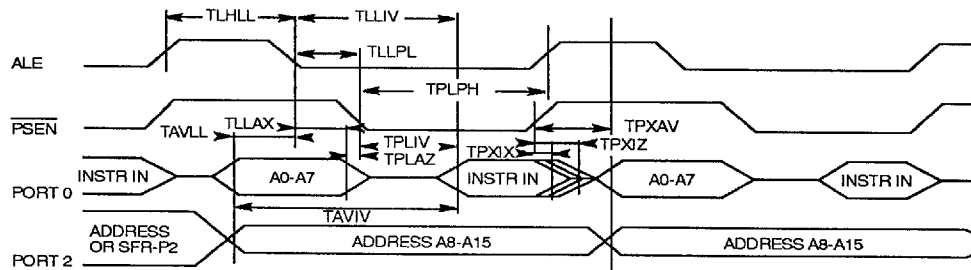 TLHLL TLLIV
ALE TLLPL
TPLPH
PSEN TLLAX TPXAV
TAVLL TPLIV TPXIZ
TPLAZ TPXIX
PORT 0 INSTR IN A0-A7 INSTR IN A0-A7 INSTR IN
TAVIV
ADDRESS
OR SFR-P2 ADDRESS A8-A15 ADDRESS A8-A15
PORT 2